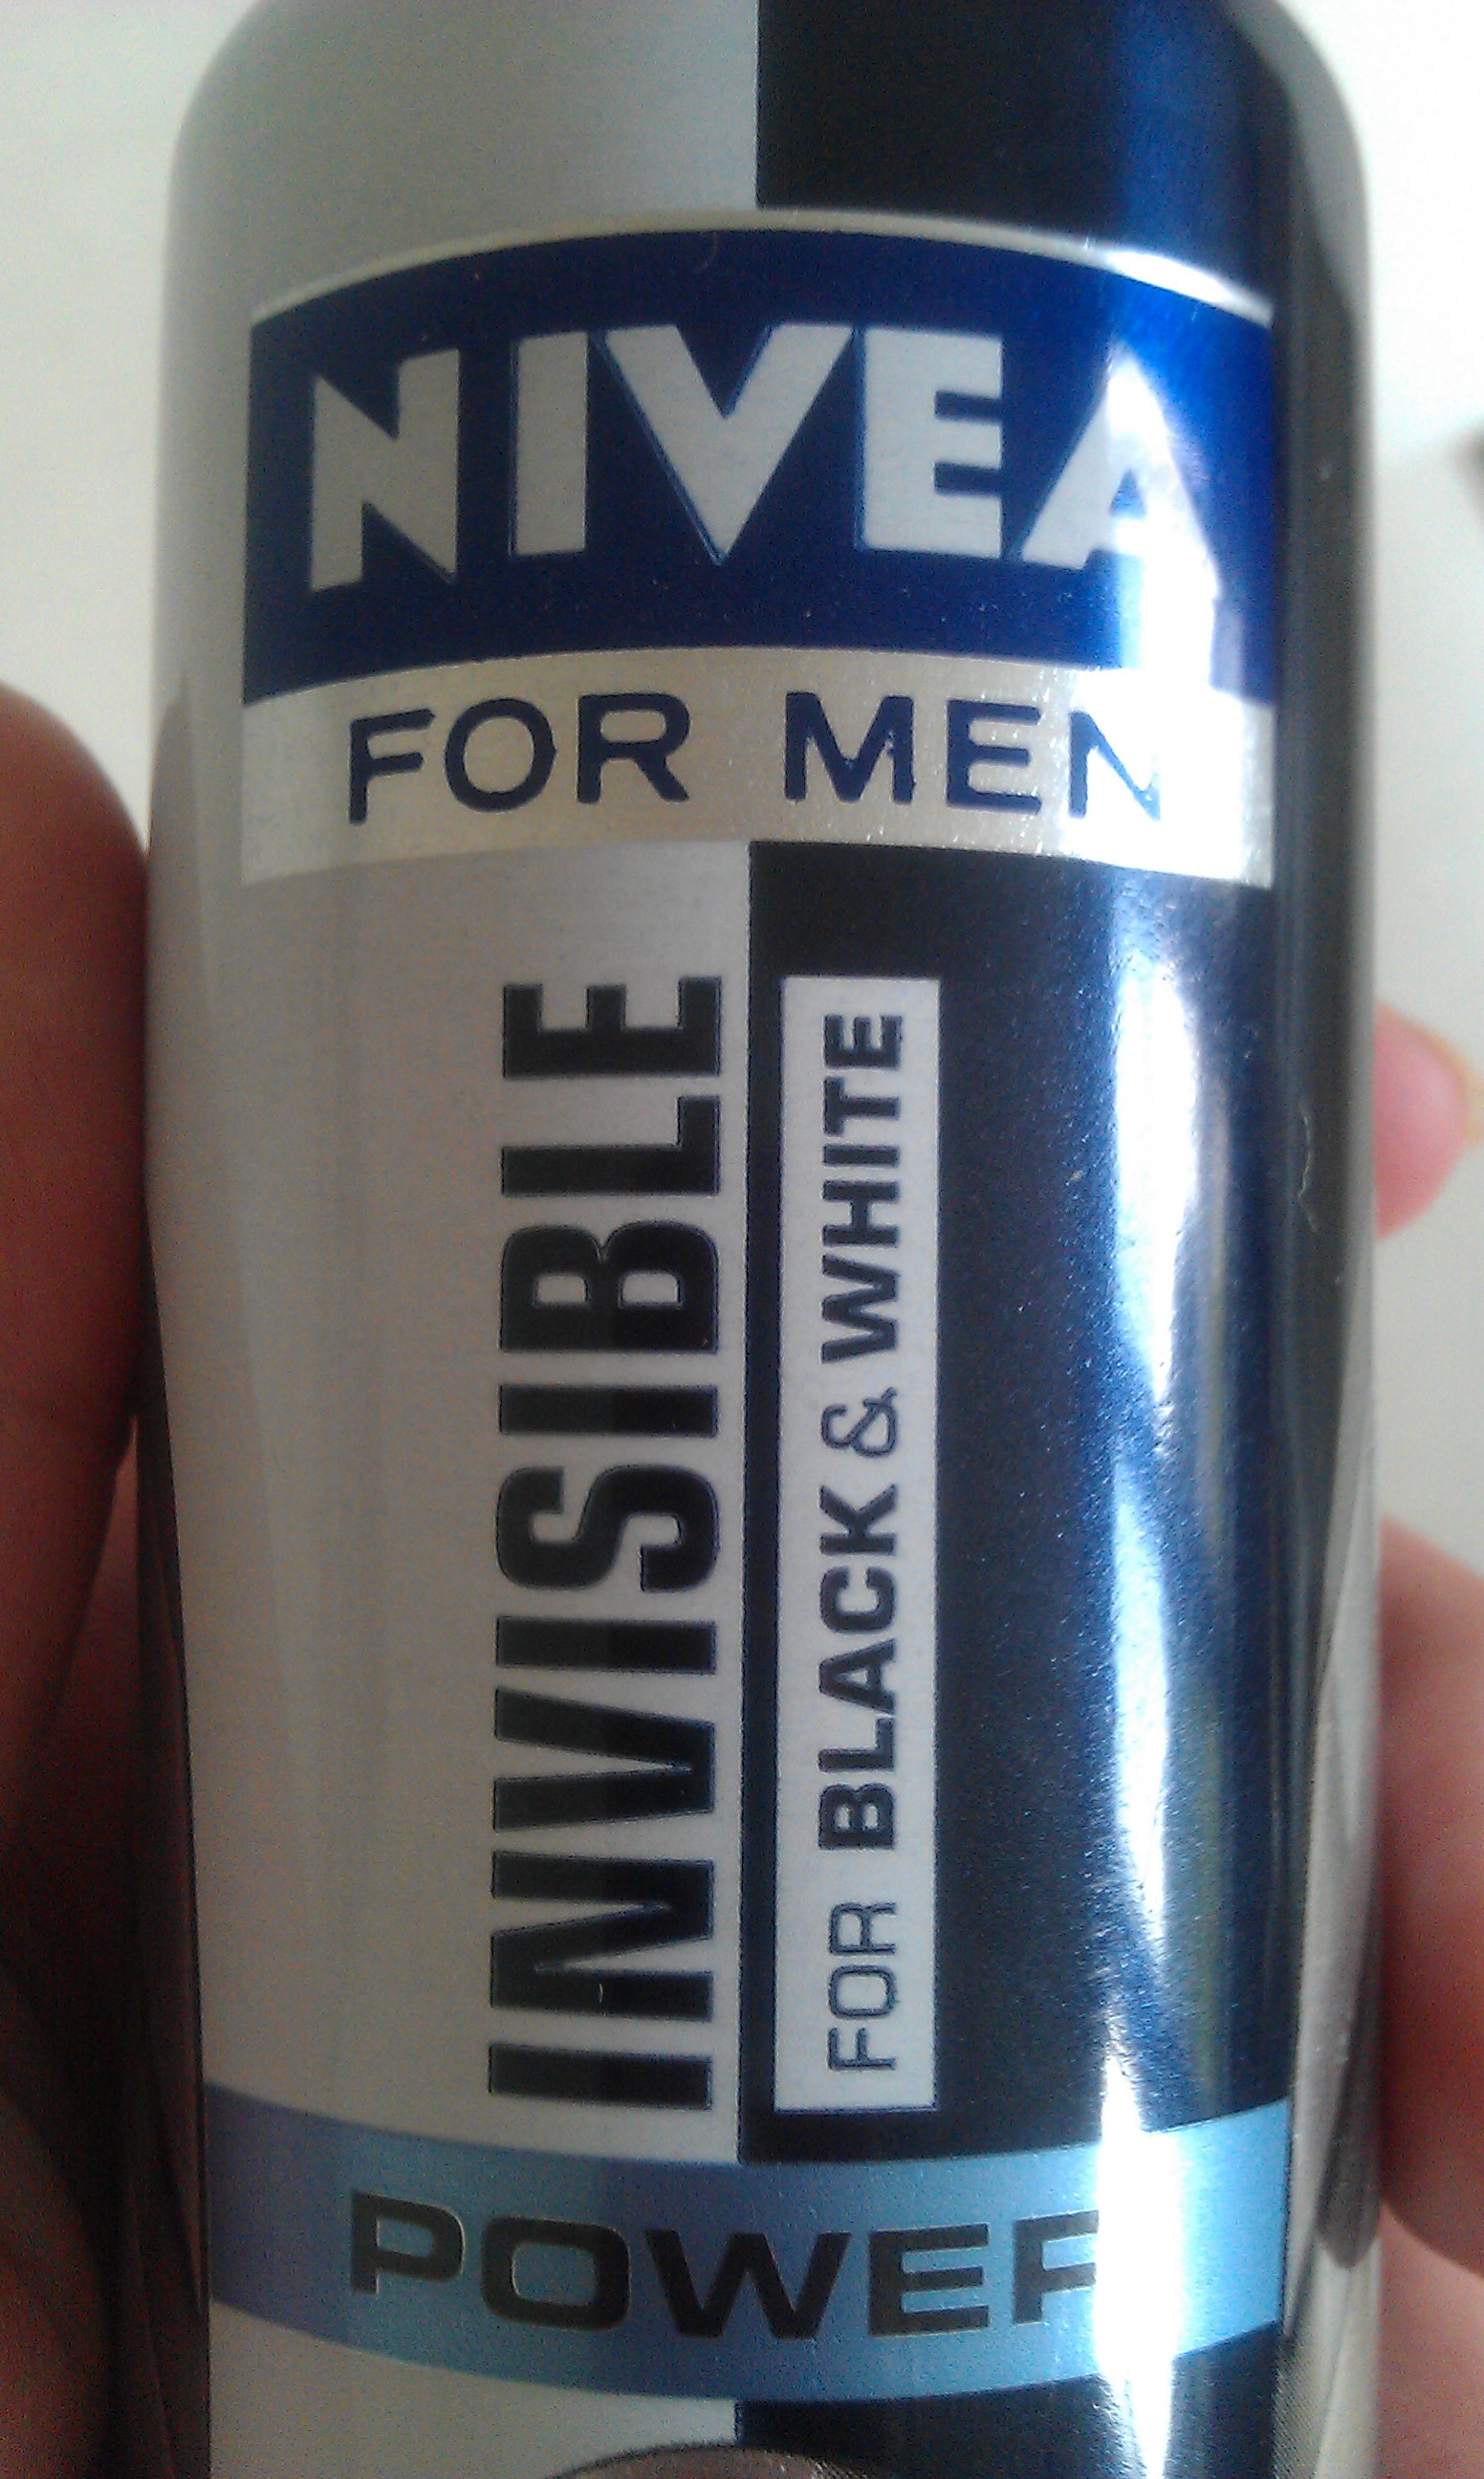 NIVEA
FOR MEN
INVISIBLE
FOR BLACK & WHITE
POWER